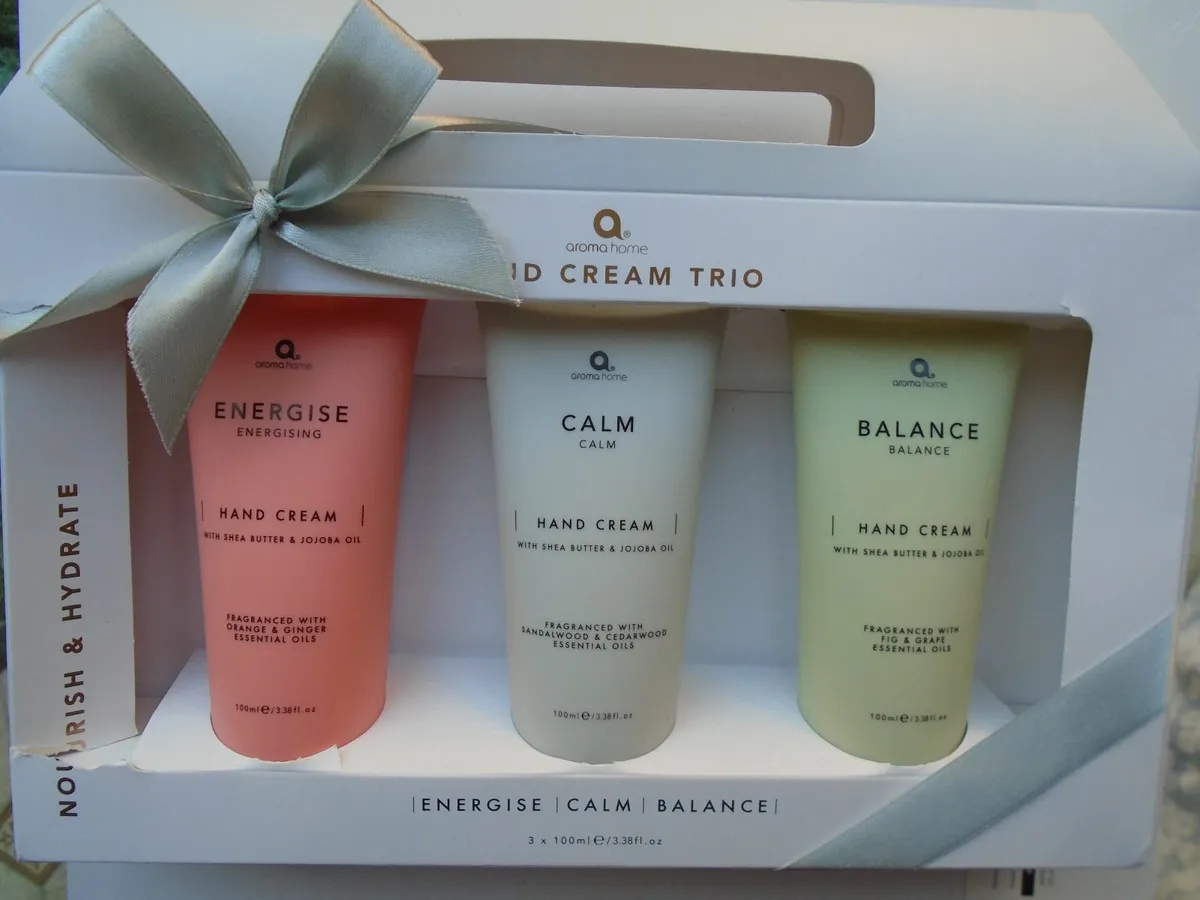 a®
aroma home
ND CREAM TRIO
NOURISH & HYDRATE
a®
aroma home
ENERGISE
ENERGISING
HAND CREAM
WITH SHEA BUTTER & JOJOBA OIL
FRAGRANCED WITH
ORANGE & GINGER
ESSENTIAL OILS
100ml℮/3.38fl.oz
a®
aroma home
CALM
CALM
HAND CREAM
WITH SHEA BUTTER & JOJOBA OIL
FRAGRANCED WITH
SANDALWOOD & CEDARWOOD
ESSENTIAL OILS
100ml℮/3.38fl.oz
a®
aroma home
BALANCE
BALANCE
HAND CREAM
WITH SHEA BUTTER & JOJOBA OIL
FRAGRANCED WITH
FIG & GRAPE
ESSENTIAL OILS
100ml℮/3.38fl.oz
|ENERGISE |CALM| BALANCE|
3 x 100ml℮/3.38fl.oz